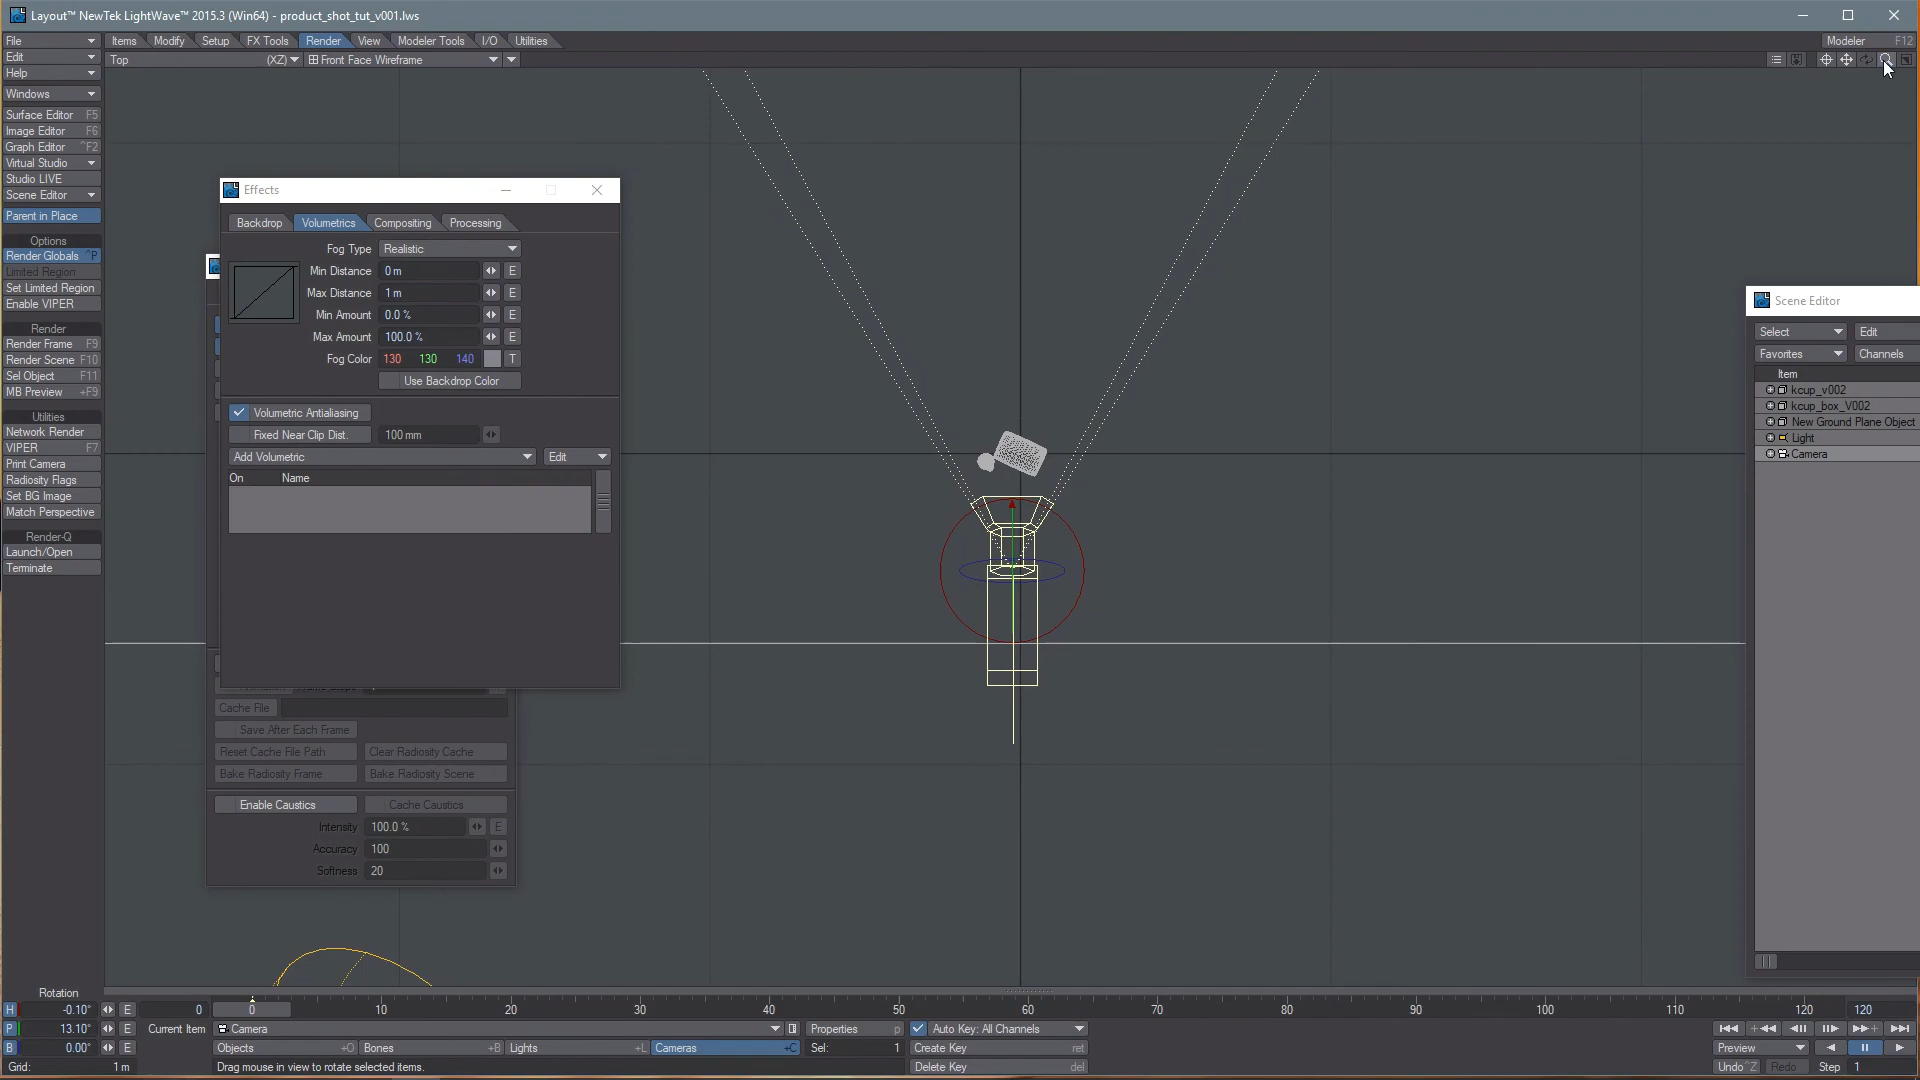 Layout™ NewTek LightWave™ 2015.3 (Win64) - product_shot_tut_v001.lws
File Items Modify Setup FX Tools Render View Modeler Tools I/O Utilities Modeler F12
Edit Top (XZ) Front Face Wireframe
Help
Windows
Surface Editor F5
Image Editor F6
Graph Editor ^F2
Virtual Studio
Studio LIVE
Scene Editor
Parent in Place
Options
Render Globals ^P
Limited Region
Set Limited Region
Enable VIPER
Render
Render Frame F9
Render Scene F10
Sel Object F11
MB Preview +F9
Utilities
Network Render
VIPER F7
Print Camera
Radiosity Flags
Set BG Image
Match Perspective
Render-Q
Launch/Open
Terminate
Effects
Backdrop Volumetrics Compositing Processing
Fog Type Realistic
Min Distance 0 m E
Max Distance 1 m E
Min Amount 0.0 % E
Max Amount 100.0 % E
Fog Color 130 130 140 T
Use Backdrop Color
Volumetric Antialiasing
Fixed Near Clip Dist. 100 mm
Add Volumetric Edit
On Name
Cache File
Save After Each Frame
Reset Cache File Path Clear Radiosity Cache
Bake Radiosity Frame Bake Radiosity Scene
Enable Caustics Cache Caustics
Intensity 100.0 % E
Accuracy 100
Softness 20
Scene Editor
Select Edit
Favorites Channels
Item
kcup_v002
kcup_box_V002
New Ground Plane Object
Light
Camera
Rotation
H -0.10° E 0 0 10 20 30 40 50 60 70 80 90 100 110 120 120
P 13.10° E Current Item Camera Properties p Auto Key: All Channels
B 0.00° E Objects +O Bones +B Lights +L Cameras +C Sel: 1 Create Key ret Preview
Grid: 1 m Drag mouse in view to rotate selected items. Delete Key del Undo ^Z Redo Step 1